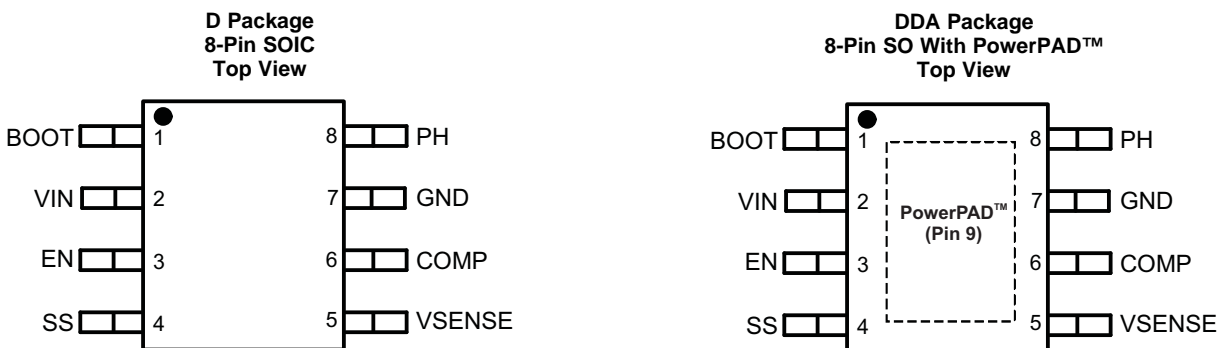 D Package
8-Pin SOIC
Top View
BOOT 1 8 PH
VIN 2 7 GND
EN 3 6 COMP
SS 4 5 VSENSE
DDA Package
8-Pin SO With PowerPAD™
Top View
BOOT 1 8 PH
VIN 2 7 GND
PowerPAD™
(Pin 9)
EN 3 6 COMP
SS 4 5 VSENSE